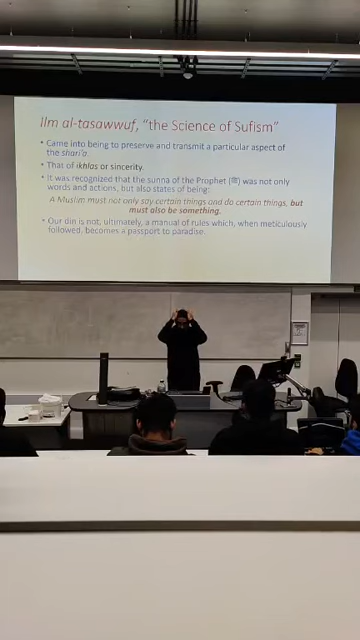 Ilm al-tasawwuf, “the Science of Sufism”
• Came into being to preserve and transmit a particular aspect of
the shari’a.
• That of ikhlas or sincerity.
• It was recognized that the sunna of the Prophet (ﷺ) was not only
words and actions, but also states of being:
A Muslim must not only say certain things and do certain things, but
must also be something.
• Our din is not, ultimately, a manual of rules which, when meticulously
followed, becomes a passport to paradise.